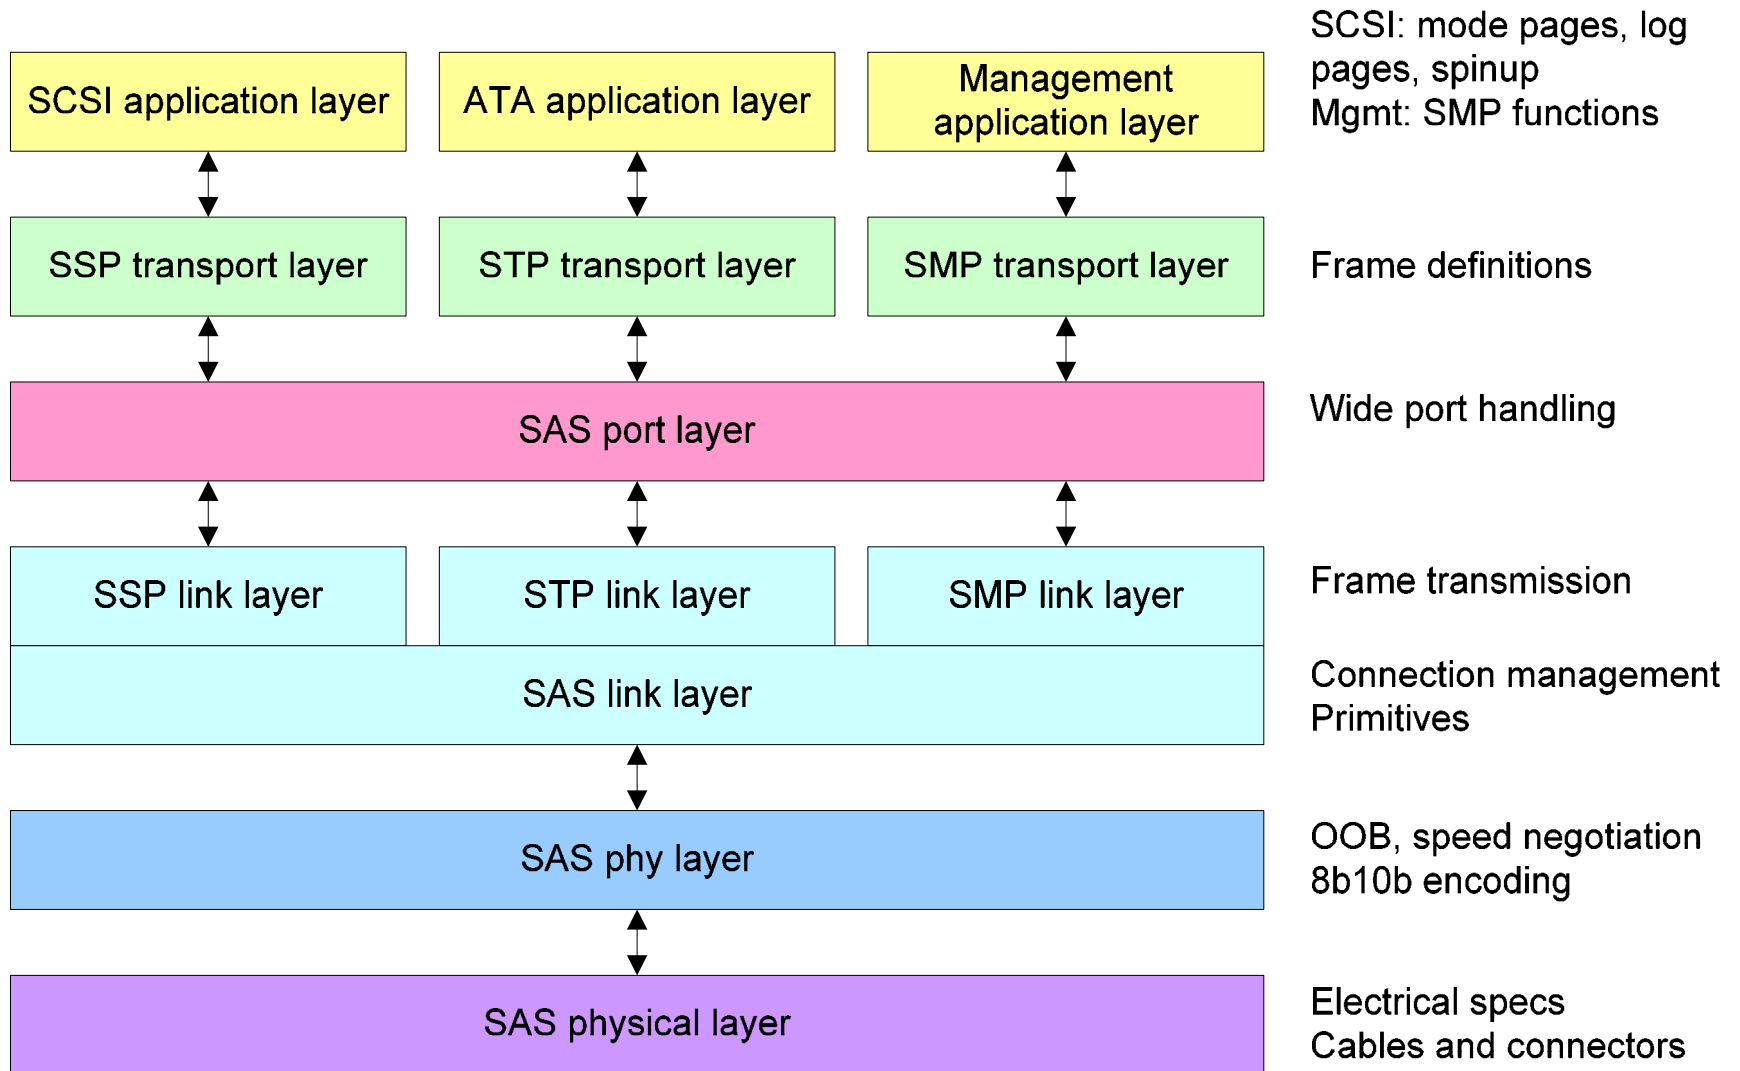 SCSI: mode pages, log
pages, spinup
Mgmt: SMP functions
SCSI application layer
ATA application layer
Management
application layer
SSP transport layer
STP transport layer
SMP transport layer
Frame definitions
SAS port layer
Wide port handling
SSP link layer
STP link layer
SMP link layer
Frame transmission
SAS link layer
Connection management
Primitives
SAS phy layer
OOB, speed negotiation
8b10b encoding
SAS physical layer
Electrical specs
Cables and connectors